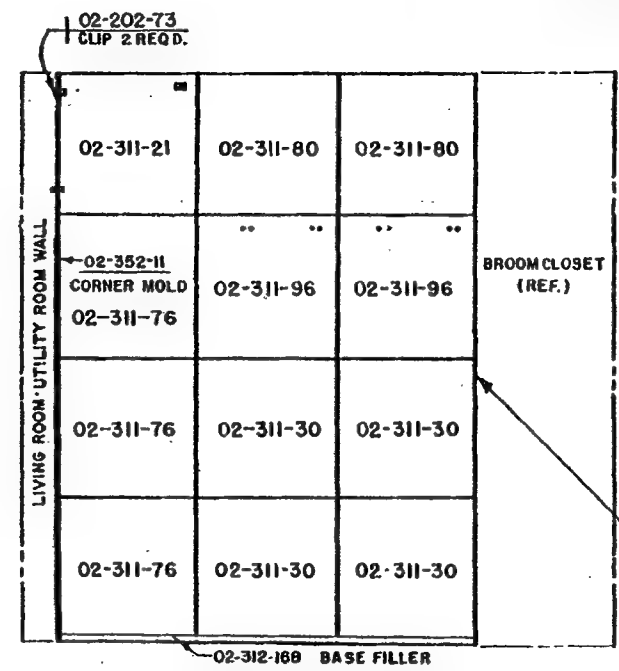 02-202-73
CLIP 2 REQD.
02-311-21
02-311-80
02-311-80
LIVING ROOM-UTILITY ROOM WALL
02-352-11
CORNER MOLD
02-311-76
02-311-96
02-311-96
BROOM CLOSET
(REF.)
02-311-76
02-311-30
02-311-30
02-311-76
02-311-30
02-311-30
02-312-168 BASE FILLER